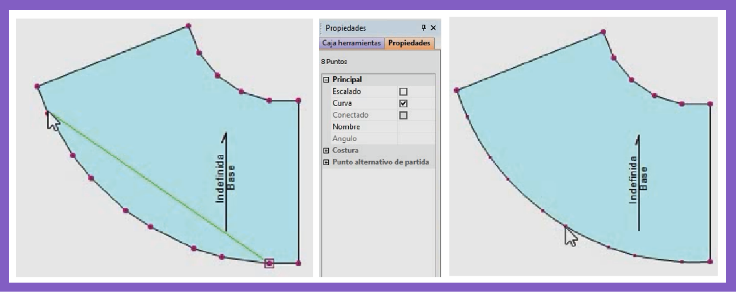 Indefinida
Base
Propiedades
Caja herramientas
Propiedades
8 Puntos
Principal
Escalado
Curva
Conectado
Nombre
Angulo
Costura
Punto alternativo de partida
Indefinida
Base